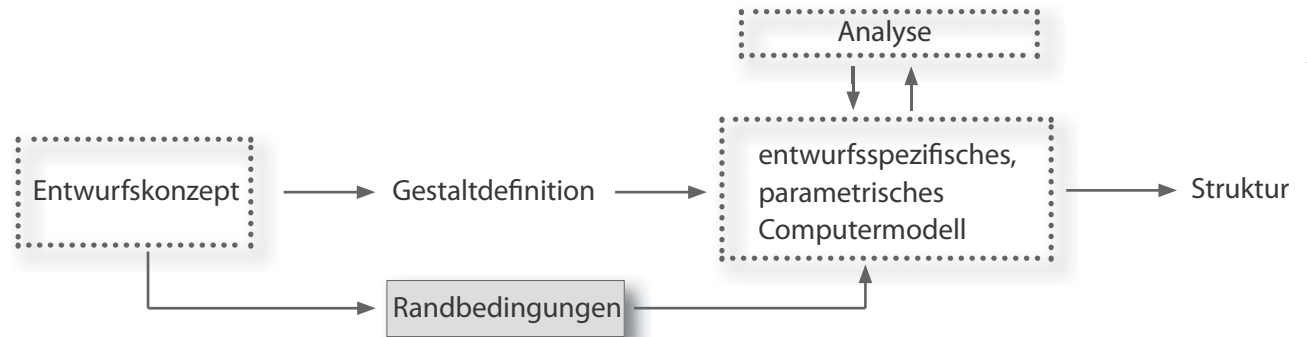 Analyse
Entwurfskonzept
Gestaltdefinition
entwurfsspezifisches,
parametrisches
Computermodell
Struktur
Randbedingungen